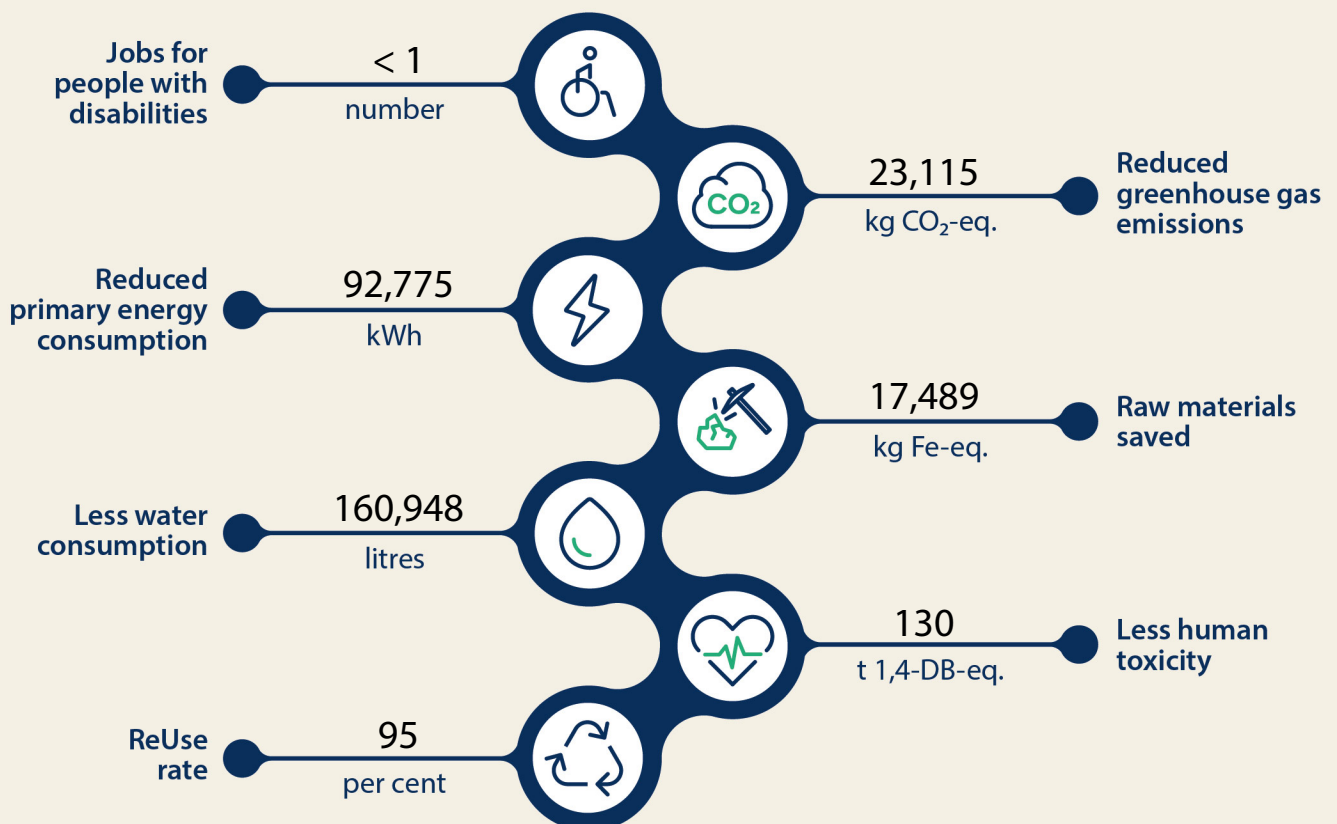 Jobs for
people with
disabilities
< 1
number
CO₂
23,115
kg CO₂-eq.
Reduced
greenhouse gas
emissions
Reduced
primary energy
consumption
92,775
kWh
17,489
kg Fe-eq.
Raw materials
saved
Less water
consumption
160,948
litres
130
t 1,4-DB-eq.
Less human
toxicity
ReUse
rate
95
per cent